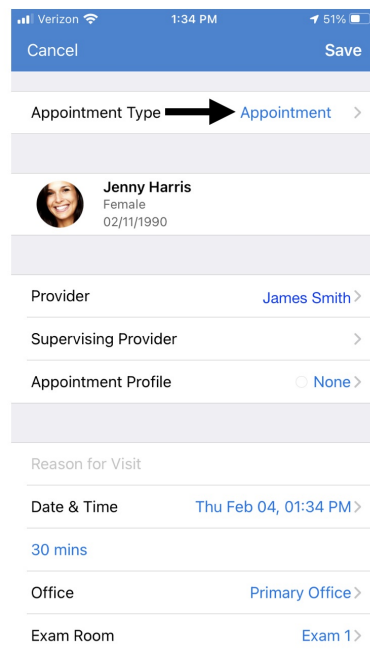 Verizon 1:34 PM 51%
Cancel Save
Appointment Type Appointment
Jenny Harris
Female
02/11/1990
Provider James Smith
Supervising Provider
Appointment Profile None
Reason for Visit
Date & Time Thu Feb 04, 01:34 PM
30 mins
Office Primary Office
Exam Room Exam 1